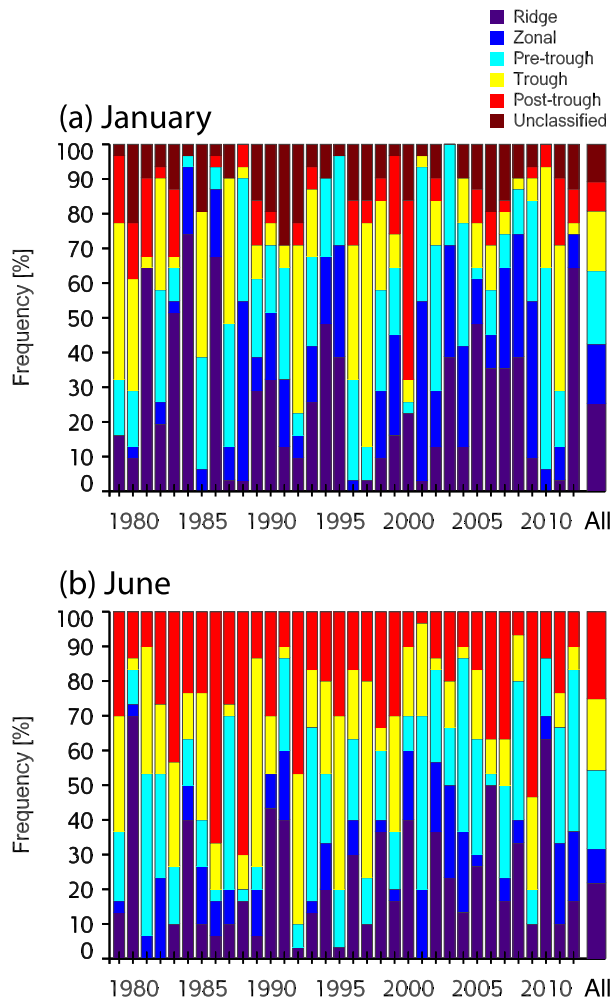 Ridge
Zonal
Pre-trough
Trough
Post-trough
Unclassified
(a) January
100
90
80
70
60
50
40
30
20
10
0
Frequency [%]
1980 1985 1990 1995 2000 2005 2010 All
(b) June
100
90
80
70
60
50
40
30
20
10
0
Frequency [%]
1980 1985 1990 1995 2000 2005 2010 All